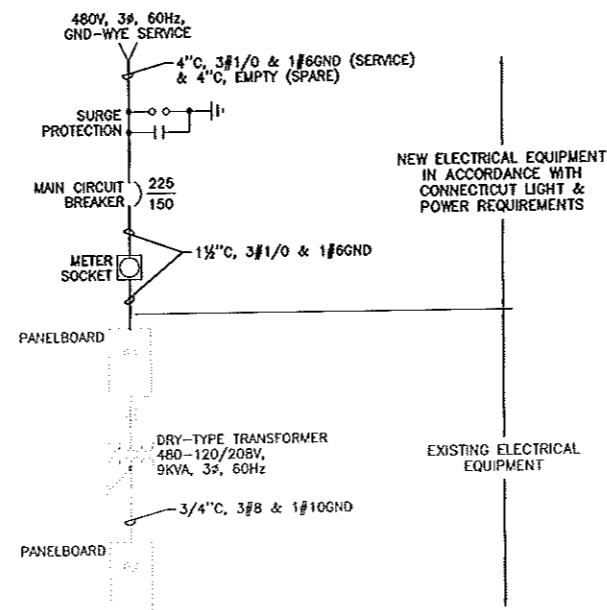 480V, 3ø, 60Hz,
GND-WYE SERVICE
4"C, 3#1/0 & 1#6GND (SERVICE)
& 4"C, EMPTY (SPARE)
SURGE
PROTECTION
MAIN CIRCUIT
BREAKER
225
150
NEW ELECTRICAL EQUIPMENT
IN ACCORDANCE WITH
CONNECTICUT LIGHT &
POWER REQUIREMENTS
1½"C, 3#1/0 & 1#6GND
METER
SOCKET
PANELBOARD
DRY-TYPE TRANSFORMER
480-120/208V,
9KVA, 3ø, 60Hz
EXISTING ELECTRICAL
EQUIPMENT
3/4"C, 3#8 & 1#10GND
PANELBOARD